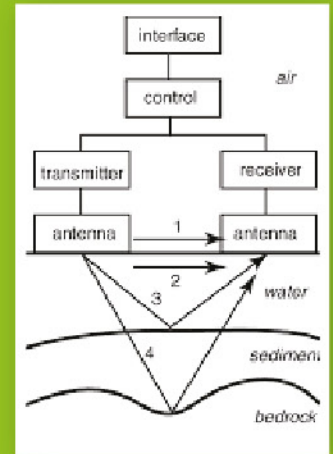 interface
air
control
transmitter receiver
antenna 1 antenna
2
water
3
4
sediment
bedrock